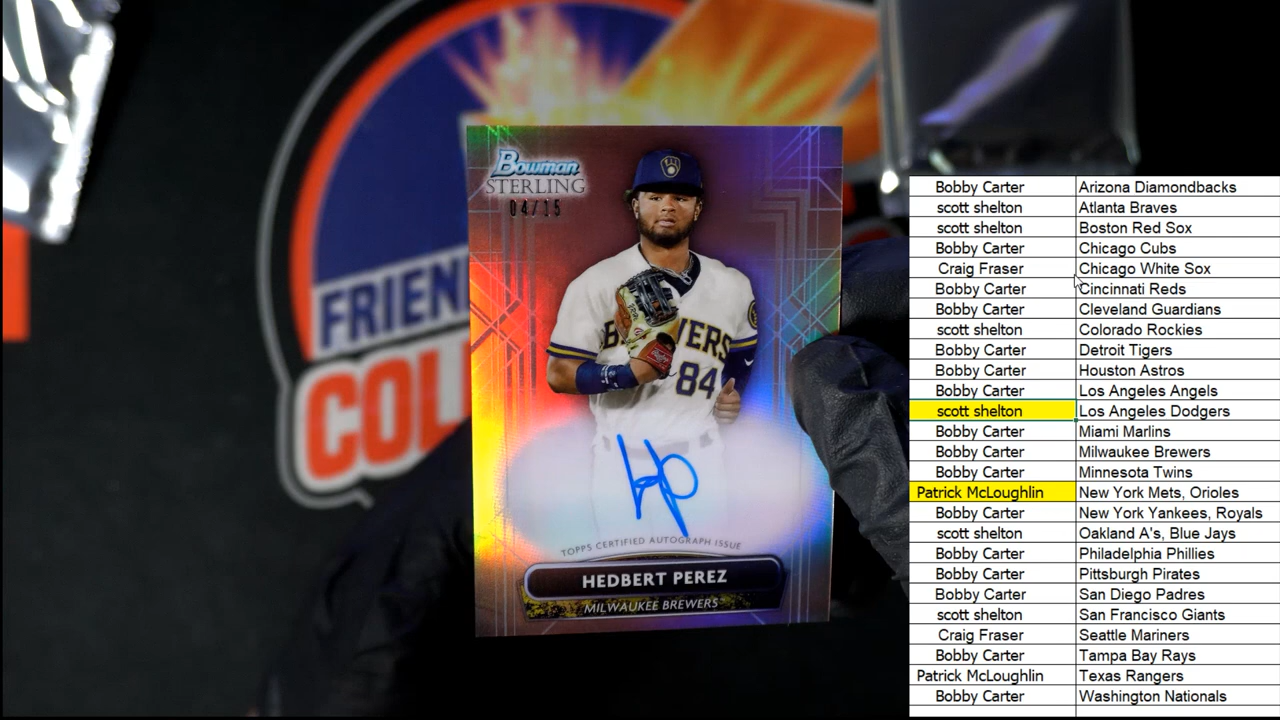 FRIEN
COL
Bowman
STERLING
04/15
BREWERS
84
TOPPS CERTIFIED AUTOGRAPH ISSUE
HEDBERT PEREZ
MILWAUKEE BREWERS
Bobby Carter Arizona Diamondbacks
scott shelton Atlanta Braves
scott shelton Boston Red Sox
Bobby Carter Chicago Cubs
Craig Fraser Chicago White Sox
Bobby Carter Cincinnati Reds
Bobby Carter Cleveland Guardians
scott shelton Colorado Rockies
Bobby Carter Detroit Tigers
Bobby Carter Houston Astros
Bobby Carter Los Angeles Angels
scott shelton Los Angeles Dodgers
Bobby Carter Miami Marlins
Bobby Carter Milwaukee Brewers
Bobby Carter Minnesota Twins
Patrick McLoughlin New York Mets, Orioles
Bobby Carter New York Yankees, Royals
scott shelton Oakland A's, Blue Jays
Bobby Carter Philadelphia Phillies
Bobby Carter Pittsburgh Pirates
Bobby Carter San Diego Padres
scott shelton San Francisco Giants
Craig Fraser Seattle Mariners
Bobby Carter Tampa Bay Rays
Patrick McLoughlin Texas Rangers
Bobby Carter Washington Nationals